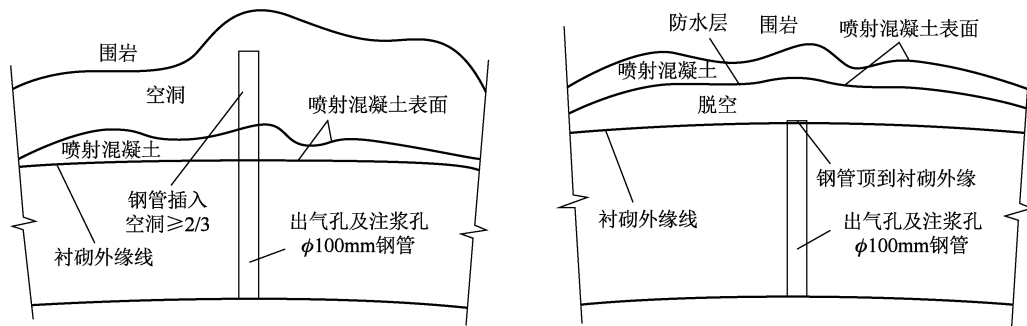 围岩
空洞
喷射混凝土表面
喷射混凝土
钢管插入
空洞≥2/3
出气孔及注浆孔
ϕ100mm钢管
衬砌外缘线
防水层
围岩
喷射混凝土表面
喷射混凝土
脱空
钢管顶到衬砌外缘
衬砌外缘线
出气孔及注浆孔
ϕ100mm钢管